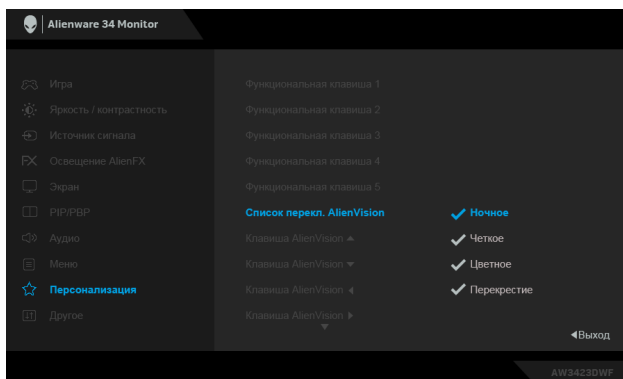 Alienware 34 Monitor
Игра
Функциональная клавиша 1
Яркость / контрастность
Функциональная клавиша 2
Источник сигнала
Функциональная клавиша 3
Освещение AlienFX
Функциональная клавиша 4
Экран
Функциональная клавиша 5
PIP/PBP
Список перекл. AlienVision
Ночное
Аудио
Клавиша AlienVision ▲
Четкое
Меню
Клавиша AlienVision ▼
Цветное
Персонализация
Клавиша AlienVision ◀
Перекрестие
Другое
Клавиша AlienVision ▶
◀Выход
AW3423DWF